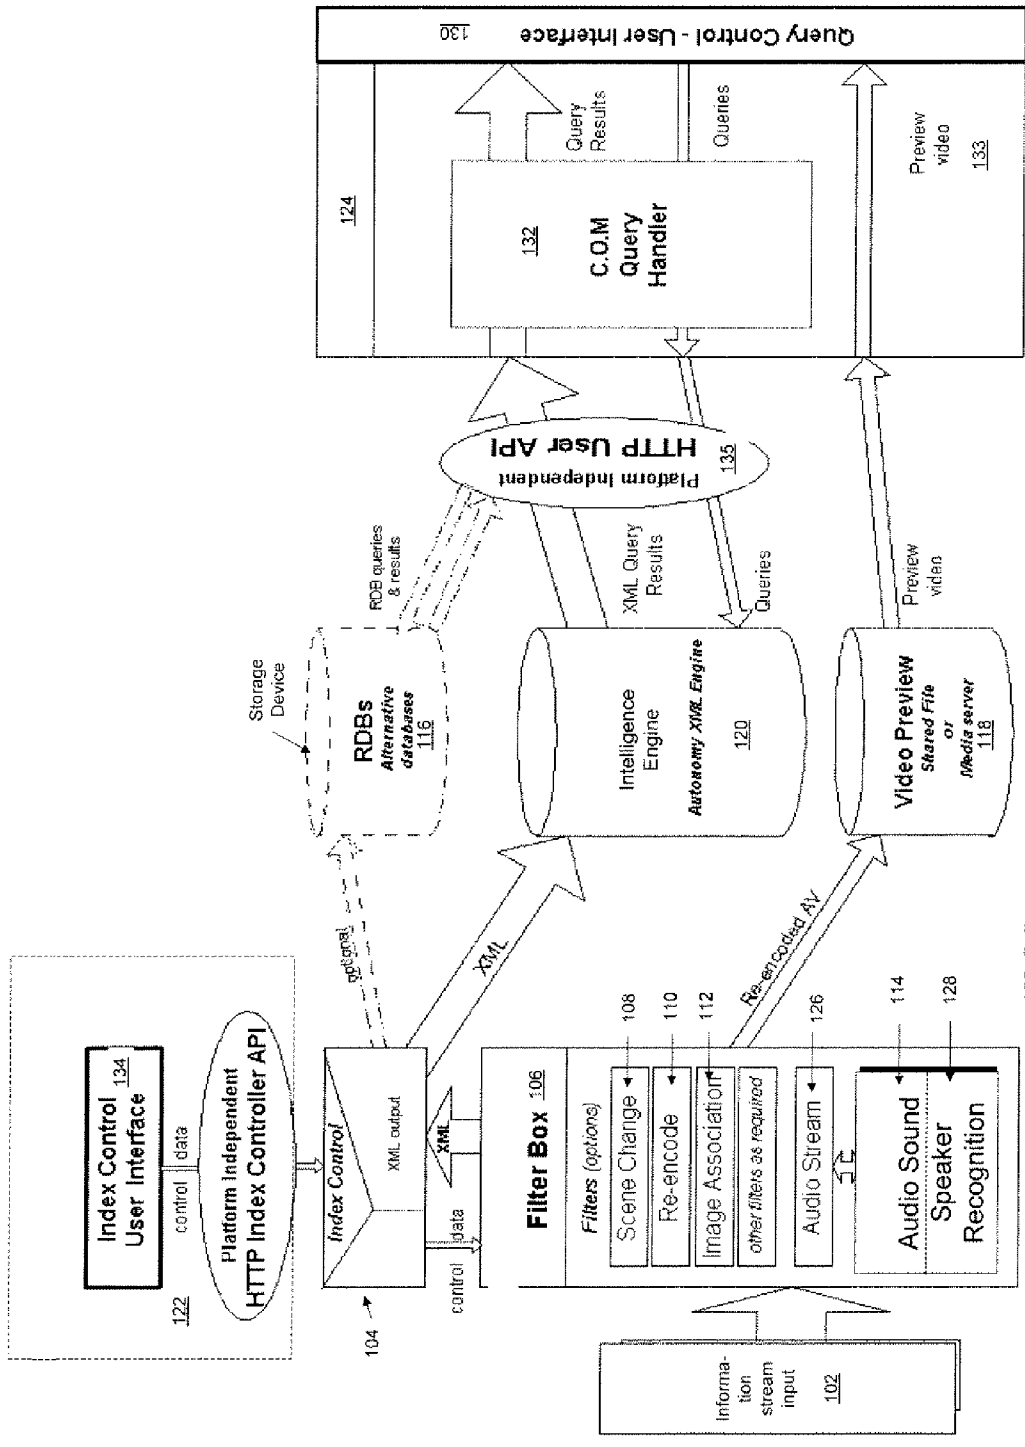 Index Control
User Interface
134
control data
Platform Independent
HTTP Index Controller API
122
104
Index Control
XML output
optional
XML
XML
control data
Filter Box 106
Filters (options)
Scene Change
Re-encode
Image Association
other filters as required
Audio Stream
Audio Sound
Speaker
Recognition
108
110
112
126
114
128
Informa-
tion
stream
input
102
Re-encoded AV
Storage
Device
RDBs
Alternative
databases
116
Intelligence
Engine
Autonomy XML Engine
120
Video Preview
Shared File
or
Media server
118
RDB queries
& results
XML Query
Results
Queries
Preview
video
Platform Independent
HTTP User API
135
124
132
C.O.M
Query
Handler
Query
Results
Queries
Preview
video
133
Query Control - User Interface
130